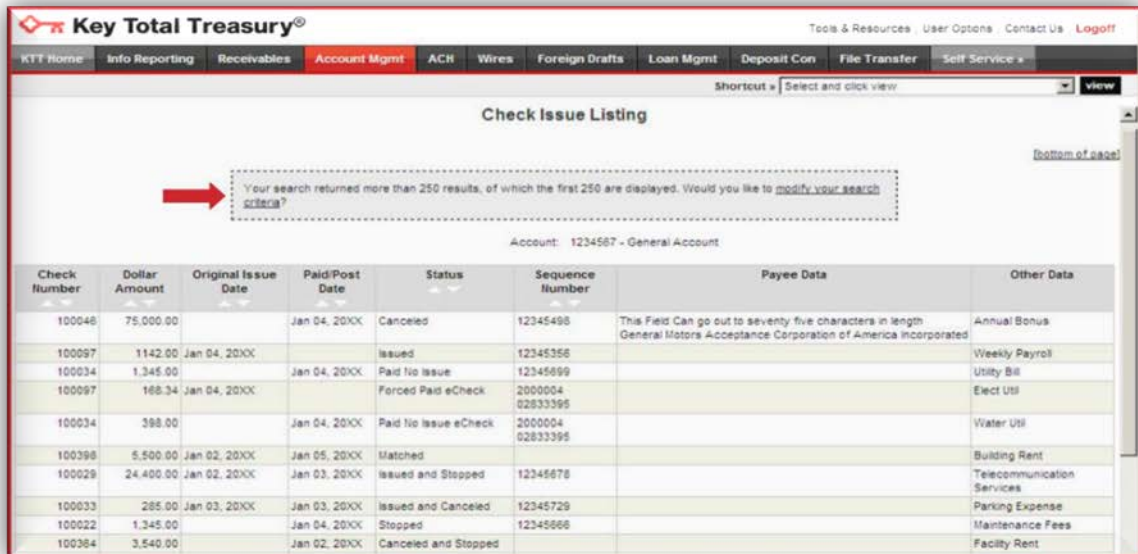 Key Total Treasury®
Tools & Resources User Options Contact Us Logoff
KTT Home Info Reporting Receivables Account Mgmt ACH Wires Foreign Drafts Loan Mgmt Deposit Con File Transfer Self Service »
Shortcut » Select and click view view
Check Issue Listing
[bottom of page]
Your search returned more than 250 results, of which the first 250 are displayed. Would you like to modify your search
criteria?
Account: 1234567 - General Account
Check Number Dollar Amount Original Issue Date Paid/Post Date Status Sequence Number Payee Data Other Data
100046 75,000.00 Jan 04, 20XX Canceled 12345498 This Field Can go out to seventy five characters in length Annual Bonus
General Motors Acceptance Corporation of America Incorporated
100097 1142.00 Jan 04, 20XX Issued 12345356 Weekly Payroll
100034 1,345.00 Jan 04, 20XX Paid No Issue 12345699 Utility Bill
100097 168.34 Jan 04, 20XX Forced Paid eCheck 2000004 Elect Util
02833395
100034 398.00 Jan 04, 20XX Paid No Issue eCheck 2000004 Water Util
02833395
100398 5,500.00 Jan 02, 20XX Jan 05, 20XX Matched Building Rent
100029 24,400.00 Jan 02, 20XX Jan 03, 20XX Issued and Stopped 12345678 Telecommunication
Services
100033 285.00 Jan 03, 20XX Jan 03, 20XX Issued and Canceled 12345729 Parking Expense
100022 1,345.00 Jan 04, 20XX Stopped 12345666 Maintenance Fees
100364 3,540.00 Jan 02, 20XX Canceled and Stopped Facility Rent